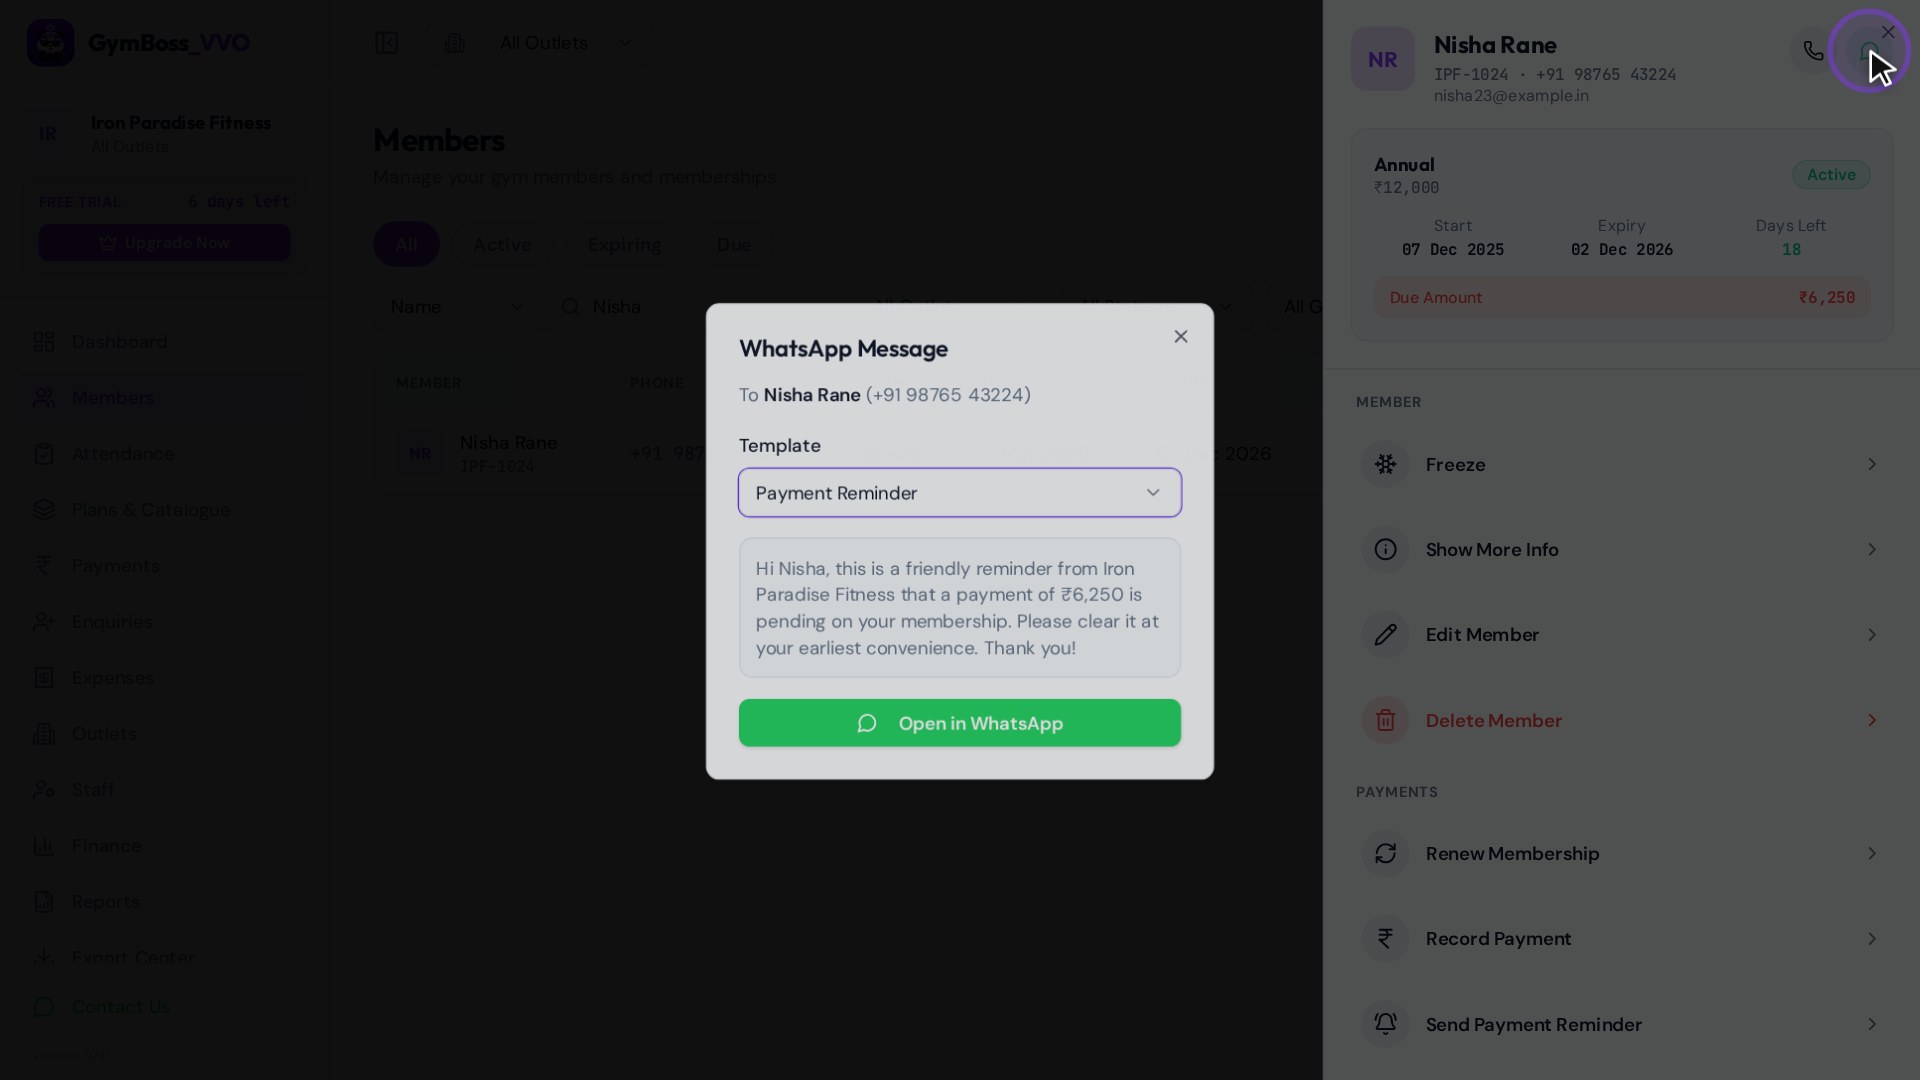 GymBoss_VVO
All Outlets
IR
Iron Paradise Fitness
All Outlets
FREE TRIAL
6 days left
Upgrade Now
Dashboard
Members
Attendance
Plans & Catalogue
Payments
Enquiries
Expenses
Outlets
Staff
Finance
Reports
Export Center
Contact Us
Members
Manage your gym members and memberships.
All
Active
Expiring
Due
Name
Nisha
All G
MEMBER
PHONE
NR
Nisha Rane
IPF-1024
+91 987
2026
WhatsApp Message
To Nisha Rane (+91 98765 43224)
Template
Payment Reminder
Hi Nisha, this is a friendly reminder from Iron
Paradise Fitness that a payment of ₹6,250 is
pending on your membership. Please clear it at
your earliest convenience. Thank you!
Open in WhatsApp
NR
Nisha Rane
IPF-1024 · +91 98765 43224
nisha23@example.in
Annual
₹12,000
Active
Start
Expiry
Days Left
07 Dec 2025
02 Dec 2026
18
Due Amount
₹6,250
MEMBER
Freeze
Show More Info
Edit Member
Delete Member
PAYMENTS
Renew Membership
Record Payment
Send Payment Reminder